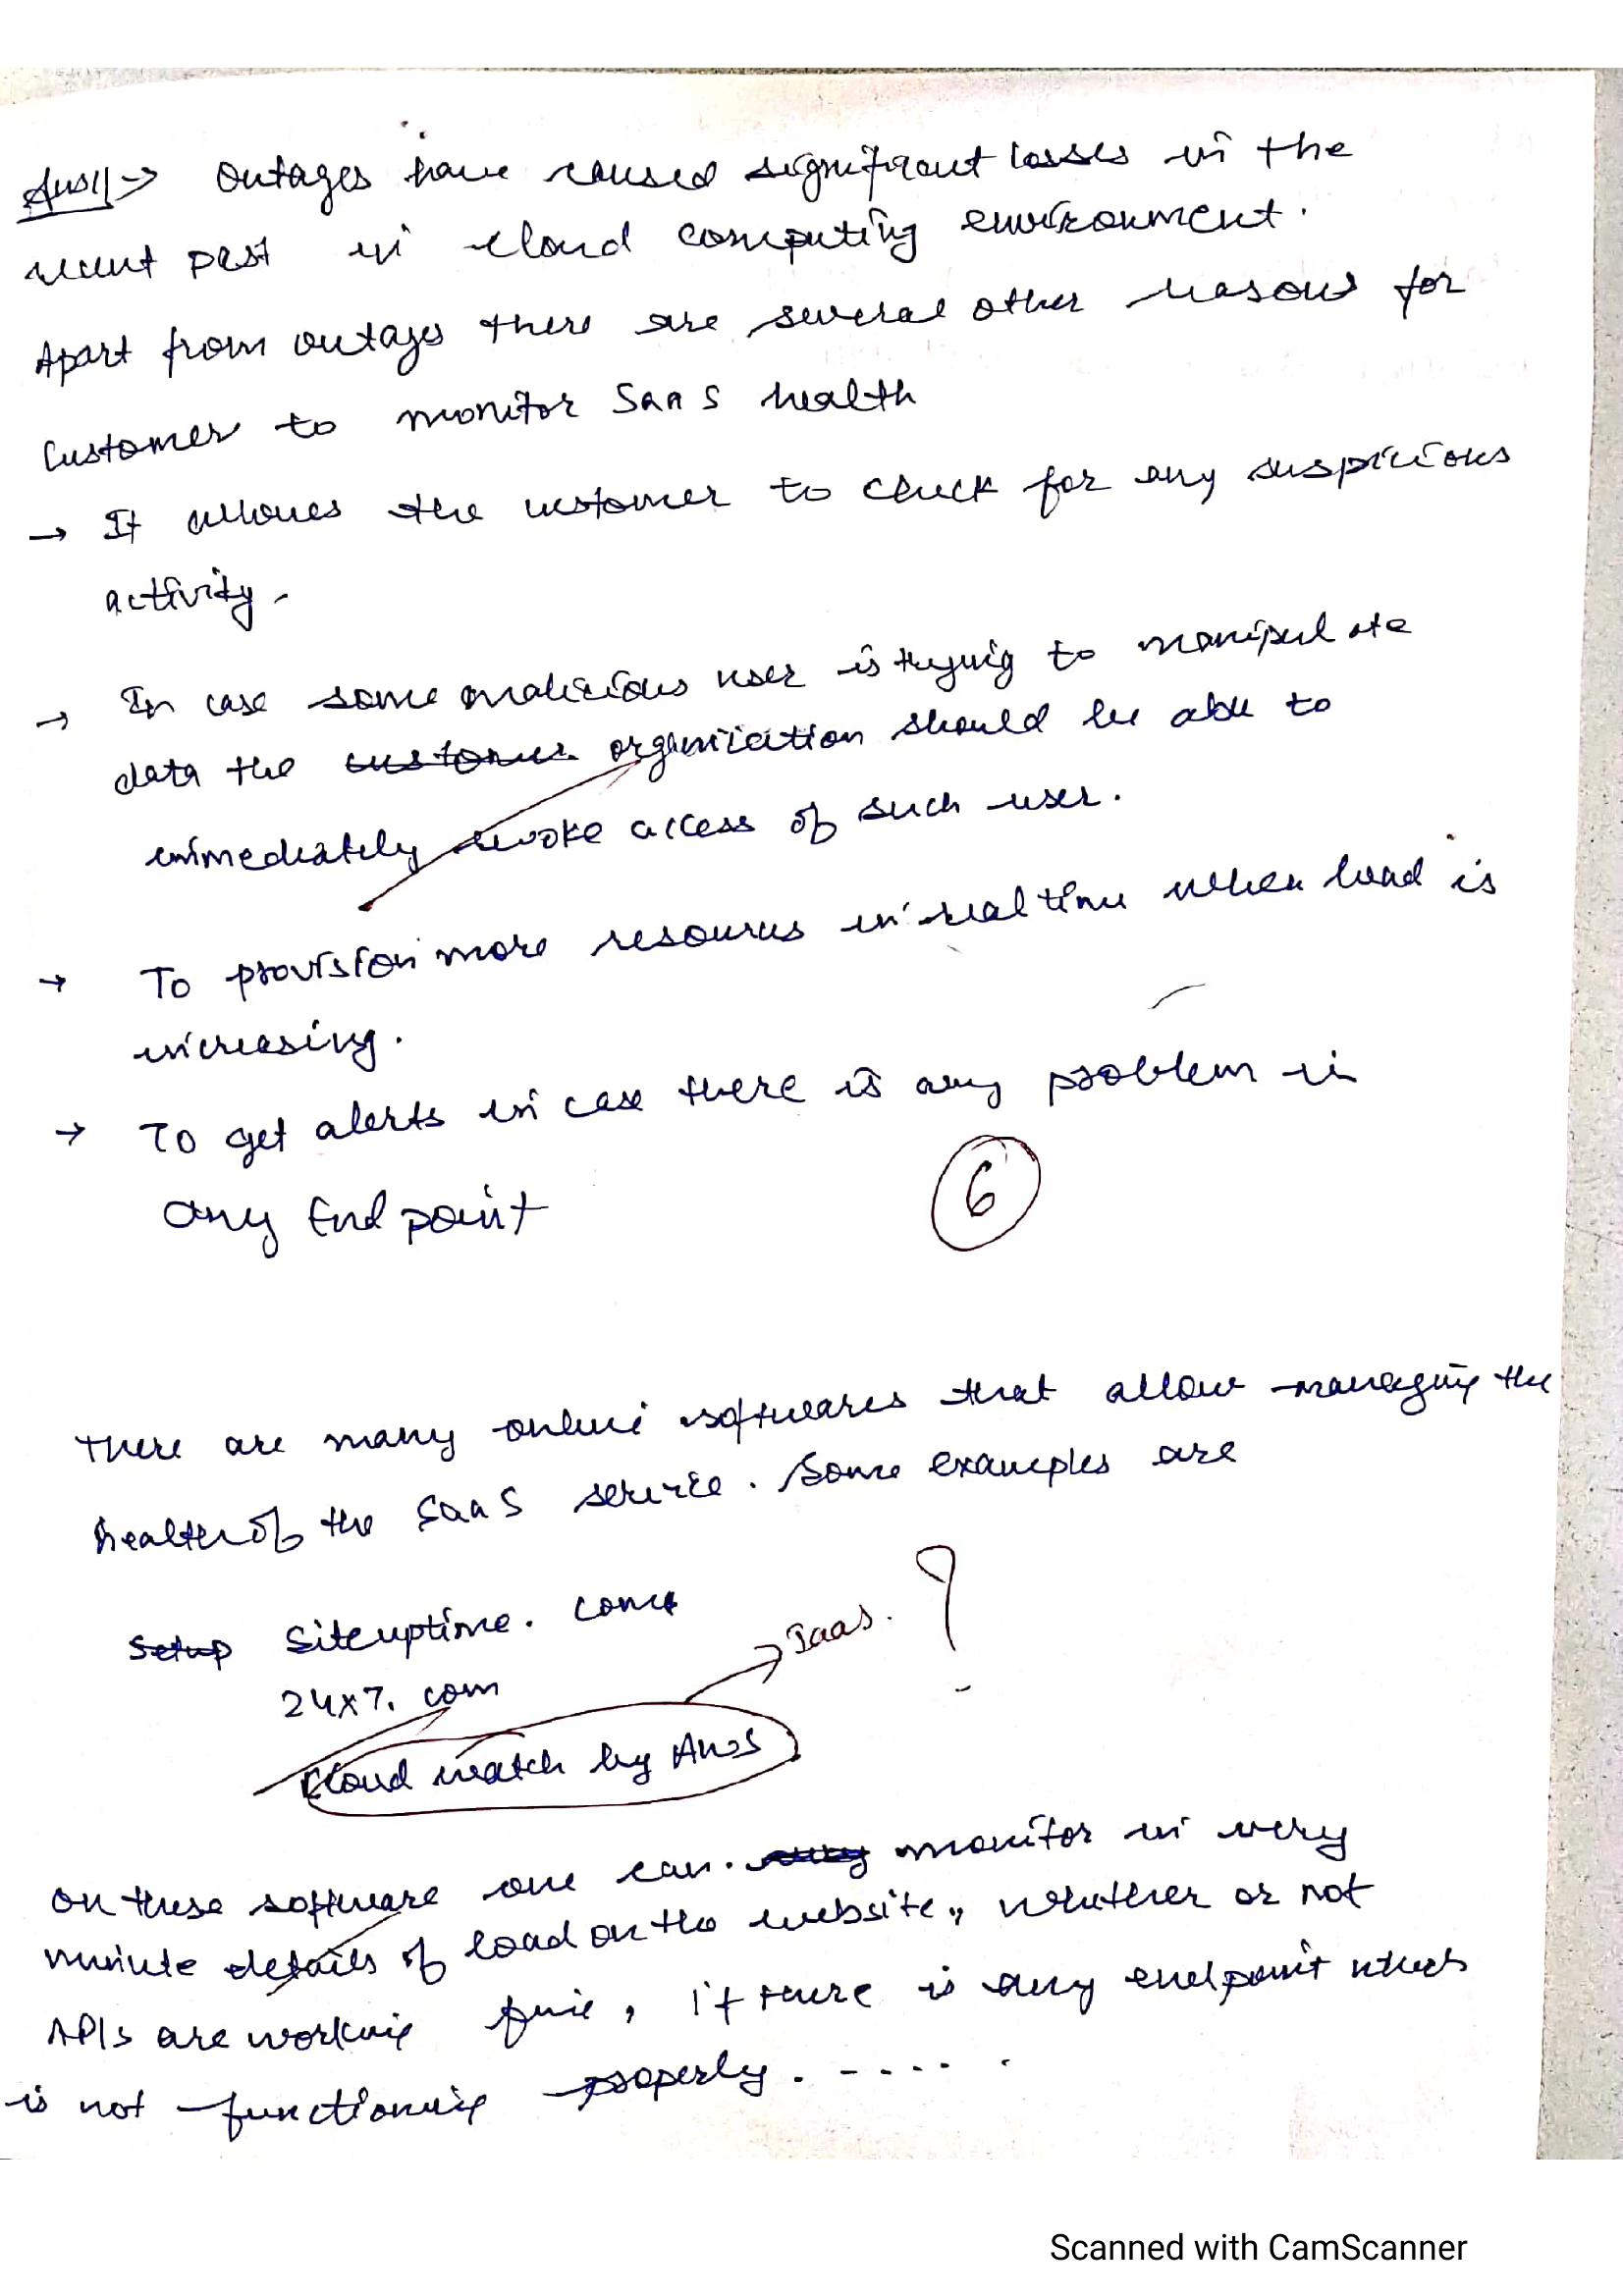 Ans11 → Outages have caused significant losses in the
recent past in cloud computing environment.
Apart from outages there are several other reasons for
Customer to monitor SaaS health
→ It allows the customer to check for any suspicious
activity.
→ In case some malicious user is trying to manipulate
data the customer organization should be able to
immediately revoke access of such user.
→ To provision more resources in real time when load is
increasing.
→ To get alerts in case there is any problem in
any End point
6
There are many online softwares that allow managing the
health of the SaaS service. Some examples are
Setup Siteuptime. com
Iaas. ?
24x7. com
Cloud watch by AWS
On these software one can. monitor in very
minute details of load on the website, whether or not
APIs are working fine, if there is any endpoint which
is not functioning properly. - - - - .
Scanned with CamScanner